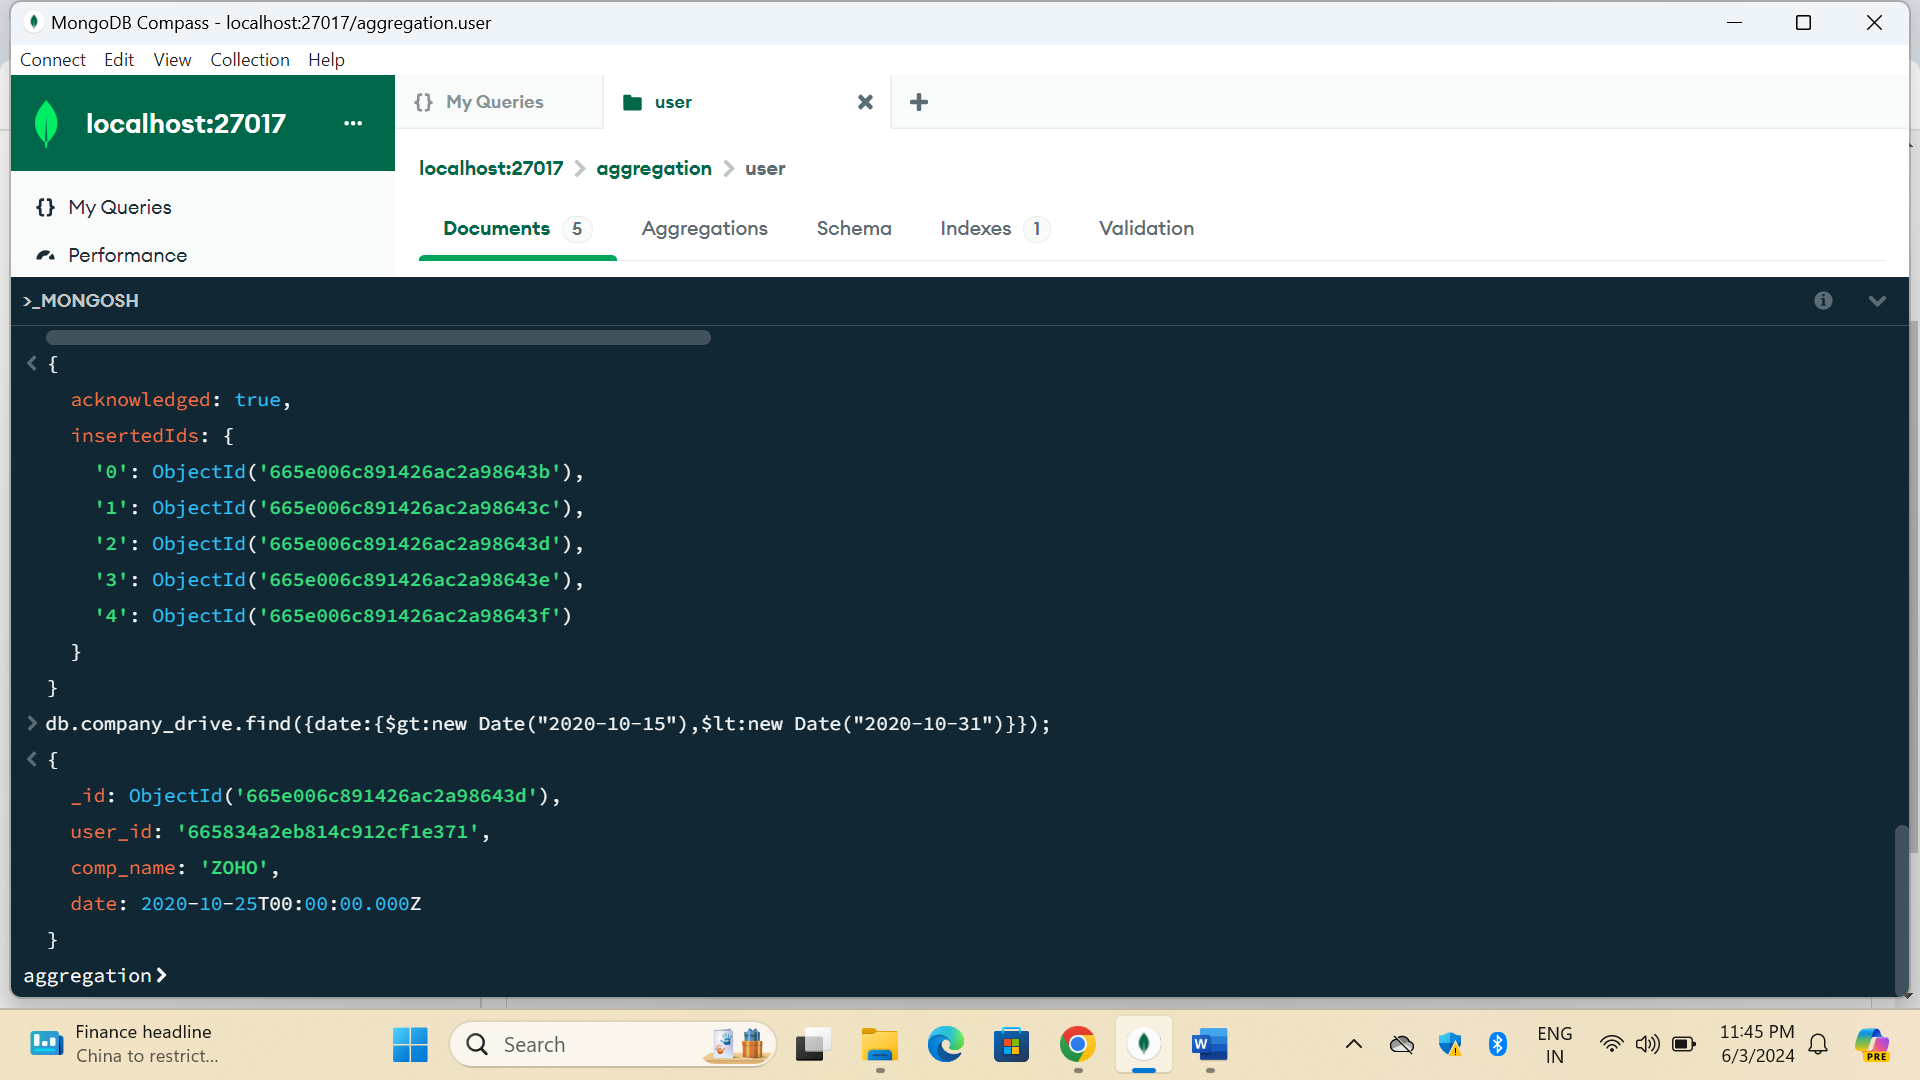 MongoDB Compass - localhost:27017/aggregation.user
Connect Edit View Collection Help
localhost:27017 ...
{} My Queries
user
localhost:27017 > aggregation > user
{} My Queries
Performance
Documents 5 Aggregations Schema Indexes 1 Validation
>_MONGOSH
< {
acknowledged: true,
insertedIds: {
'0': ObjectId('665e006c891426ac2a98643b'),
'1': ObjectId('665e006c891426ac2a98643c'),
'2': ObjectId('665e006c891426ac2a98643d'),
'3': ObjectId('665e006c891426ac2a98643e'),
'4': ObjectId('665e006c891426ac2a98643f')
}
}
> db.company_drive.find({date:{$gt:new Date("2020-10-15"),$lt:new Date("2020-10-31")}});
< {
_id: ObjectId('665e006c891426ac2a98643d'),
user_id: '665834a2eb814c912cf1e371',
comp_name: 'ZOHO',
date: 2020-10-25T00:00:00.000Z
}
aggregation>
Finance headline
China to restrict...
Search
W
ENG
IN
11:45 PM
6/3/2024
PRE